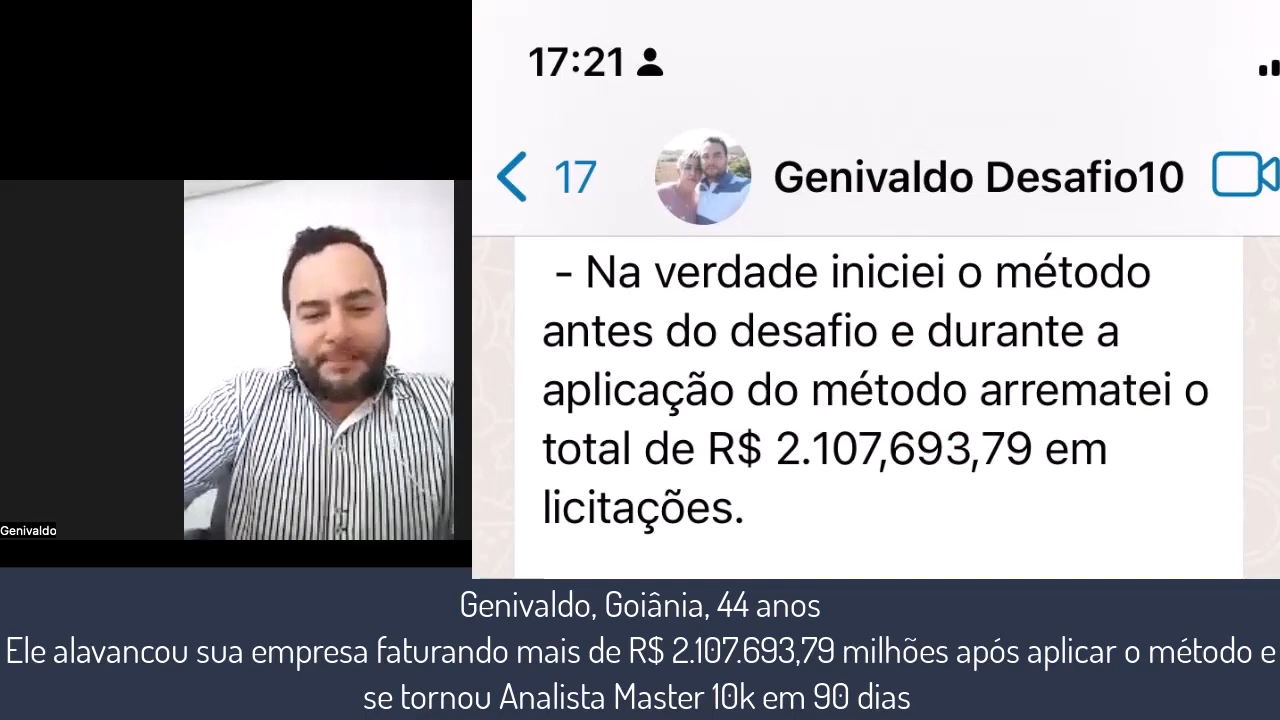 17:21
17
Genivaldo Desafio10
- Na verdade iniciei o método
antes do desafio e durante a
aplicação do método arrematei o
total de R$ 2.107,693,79 em
licitações.
Genivaldo
Genivaldo, Goiânia, 44 anos
Ele alavancou sua empresa faturando mais de R$ 2.107.693,79 milhões após aplicar o método e
se tornou Analista Master 10k em 90 dias